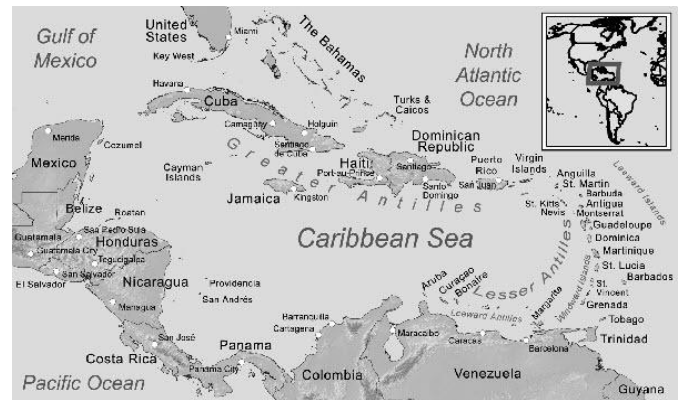 Gulf of
Mexico
United
States
Miami
Key West
The Bahamas
North
Atlantic
Ocean
Havana
Cuba
Camagüey
Holguin
Santiago
de Cuba
Turks &
Caicos
Merida
Cozumel
Mexico
Cayman
Islands
Greater Antilles
Jamaica
Kingston
Haiti
Port-au-Prince
Dominican
Republic
Santiago
Santo
Domingo
Puerto
Rico
San Juan
Virgin
Islands
Anguilla
St. Martin
Leeward Islands
Barbuda
St. Kitts
Nevis
Antigua
Montserrat
Guadeloupe
Dominica
Martinique
St. Lucia
Barbados
St.
Vincent
Grenada
Windward Islands
Lesser Antilles
Tobago
Trinidad
Belize
Roatan
San Pedro Sula
Honduras
Guatemala
Guatemala City
Tegucigalpa
San Salvador
El Salvador
Nicaragua
Managua
Caribbean Sea
Providencia
San Andrés
Aruba
Curaçao
Bonaire
Leeward Antilles
Margarita
Barranquilla
Cartagena
Maracaibo
Caracas
Barcelona
San José
Costa Rica
Panama
Panama City
Pacific Ocean
Colombia
Venezuela
Guyana